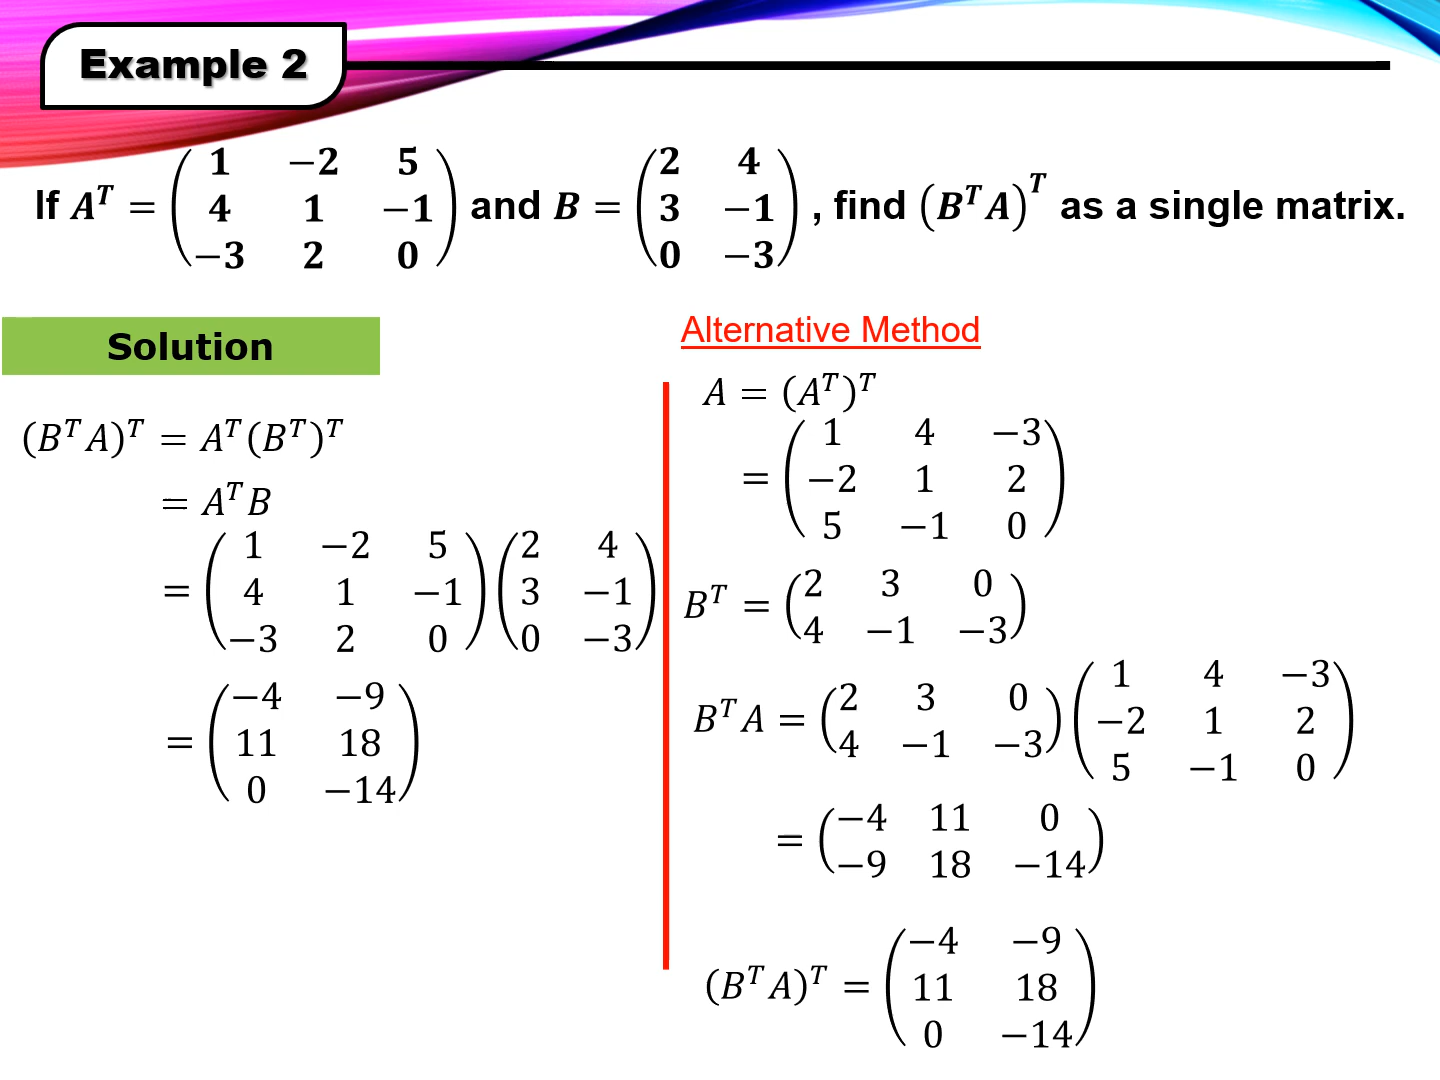 Example 2
If A^T = (1 −2 5; 4 1 −1; −3 2 0) and B = (2 4; 3 −1; 0 −3) , find (B^T A)^T as a single matrix.
Solution
(B^T A)^T = A^T (B^T)^T
= A^T B
= (1 −2 5; 4 1 −1; −3 2 0) (2 4; 3 −1; 0 −3)
= (−4 −9; 11 18; 0 −14)
Alternative Method
A = (A^T)^T
= (1 4 −3; −2 1 2; 5 −1 0)
B^T = (2 3 0; 4 −1 −3)
B^T A = (2 3 0; 4 −1 −3) (1 4 −3; −2 1 2; 5 −1 0)
= (−4 11 0; −9 18 −14)
(B^T A)^T = (−4 −9; 11 18; 0 −14)